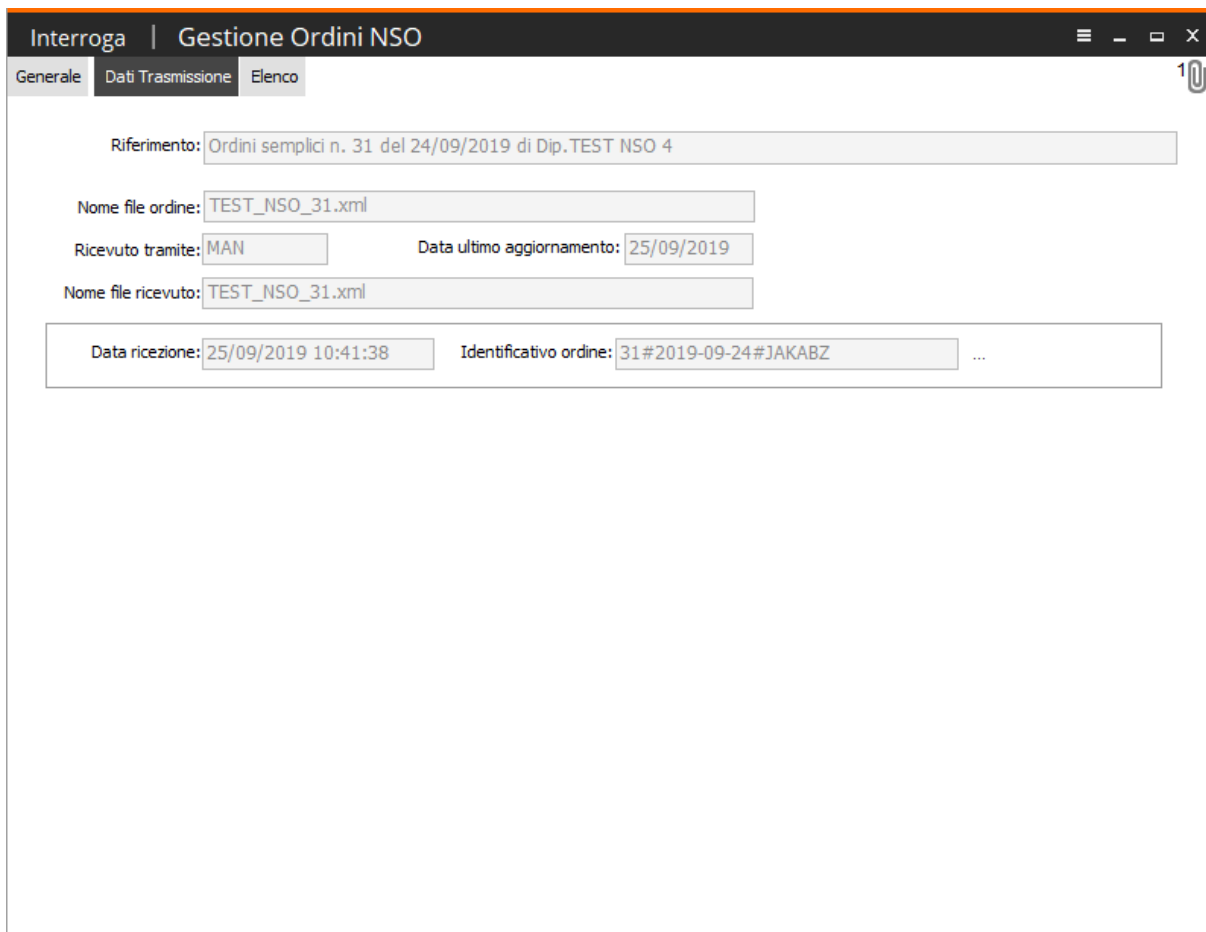 Interroga | Gestione Ordini NSO
Generale Dati Trasmissione Elenco 1
Riferimento: Ordini semplici n. 31 del 24/09/2019 di Dip.TEST NSO 4
Nome file ordine: TEST_NSO_31.xml
Ricevuto tramite: MAN Data ultimo aggiornamento: 25/09/2019
Nome file ricevuto: TEST_NSO_31.xml
Data ricezione: 25/09/2019 10:41:38 Identificativo ordine: 31#2019-09-24#JAKABZ ...